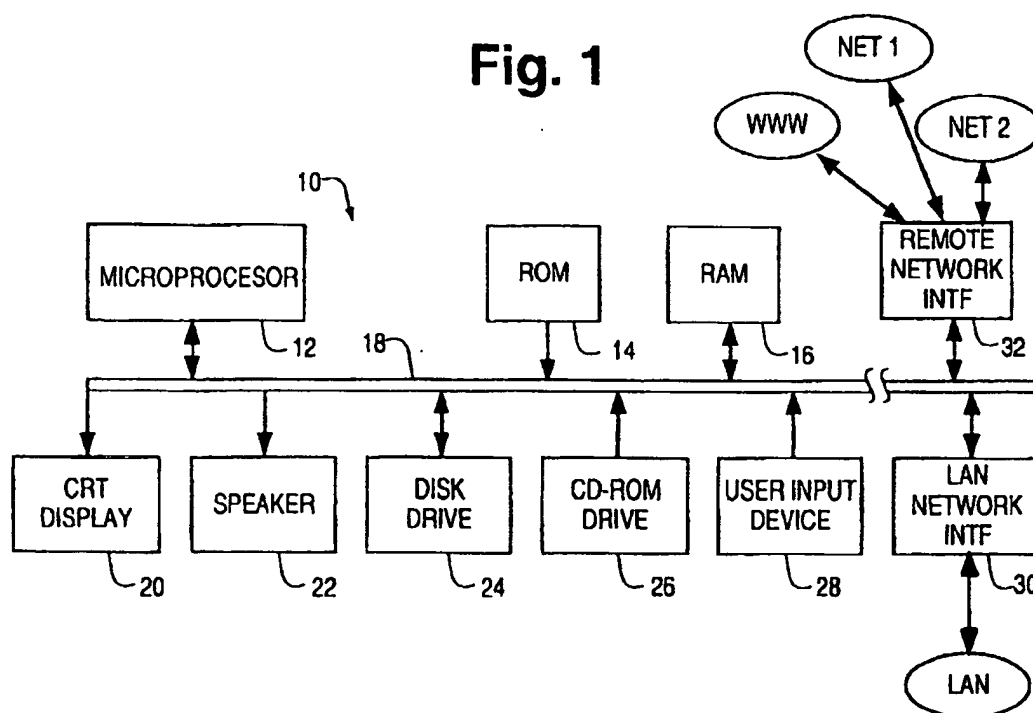 Fig. 1
NET 1
WWW
NET 2
10
MICROPROCESOR
ROM
RAM
REMOTE
NETWORK
INTF
12
18
14
16
32
CRT
DISPLAY
SPEAKER
DISK
DRIVE
CD-ROM
DRIVE
USER INPUT
DEVICE
LAN
NETWORK
INTF
20
22
24
26
28
30
LAN